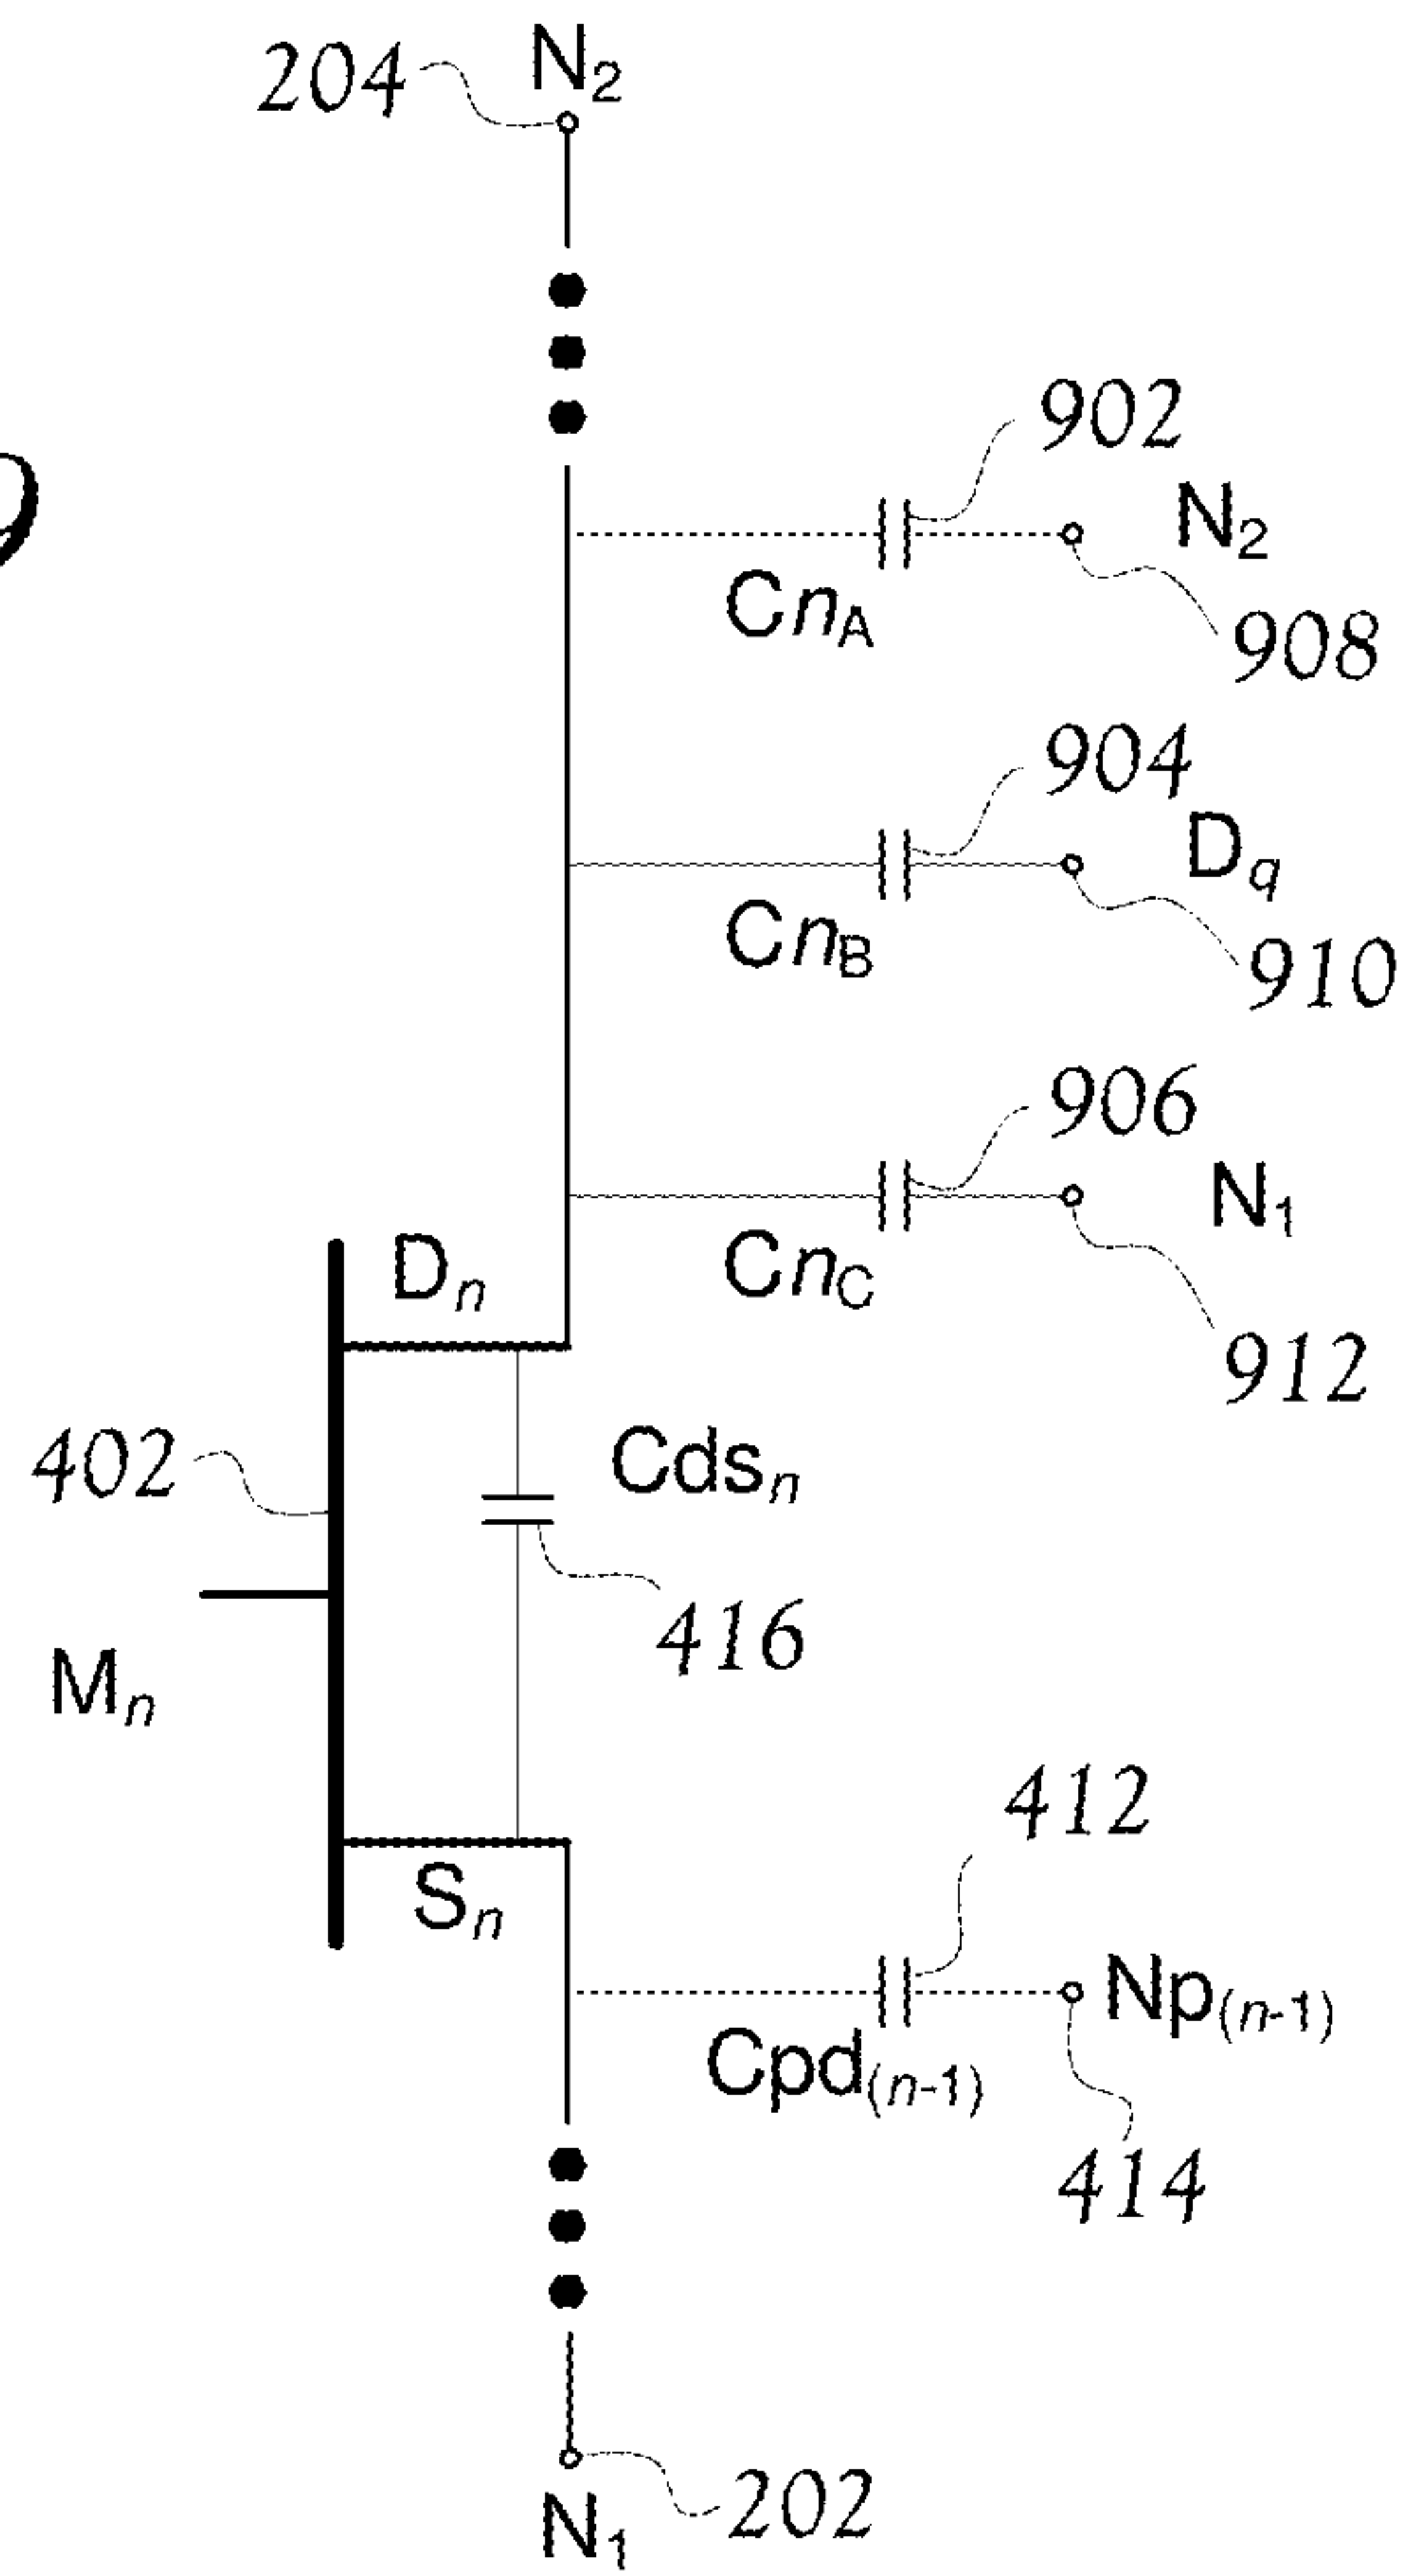 204 N₂
902
N₂
CnA
908
904
Dq
CnB
910
906
N₁
CnC
Dn
912
402
Cdsn
416
Mn
412
Sn
Np(n-1)
Cpd(n-1)
414
202
N₁